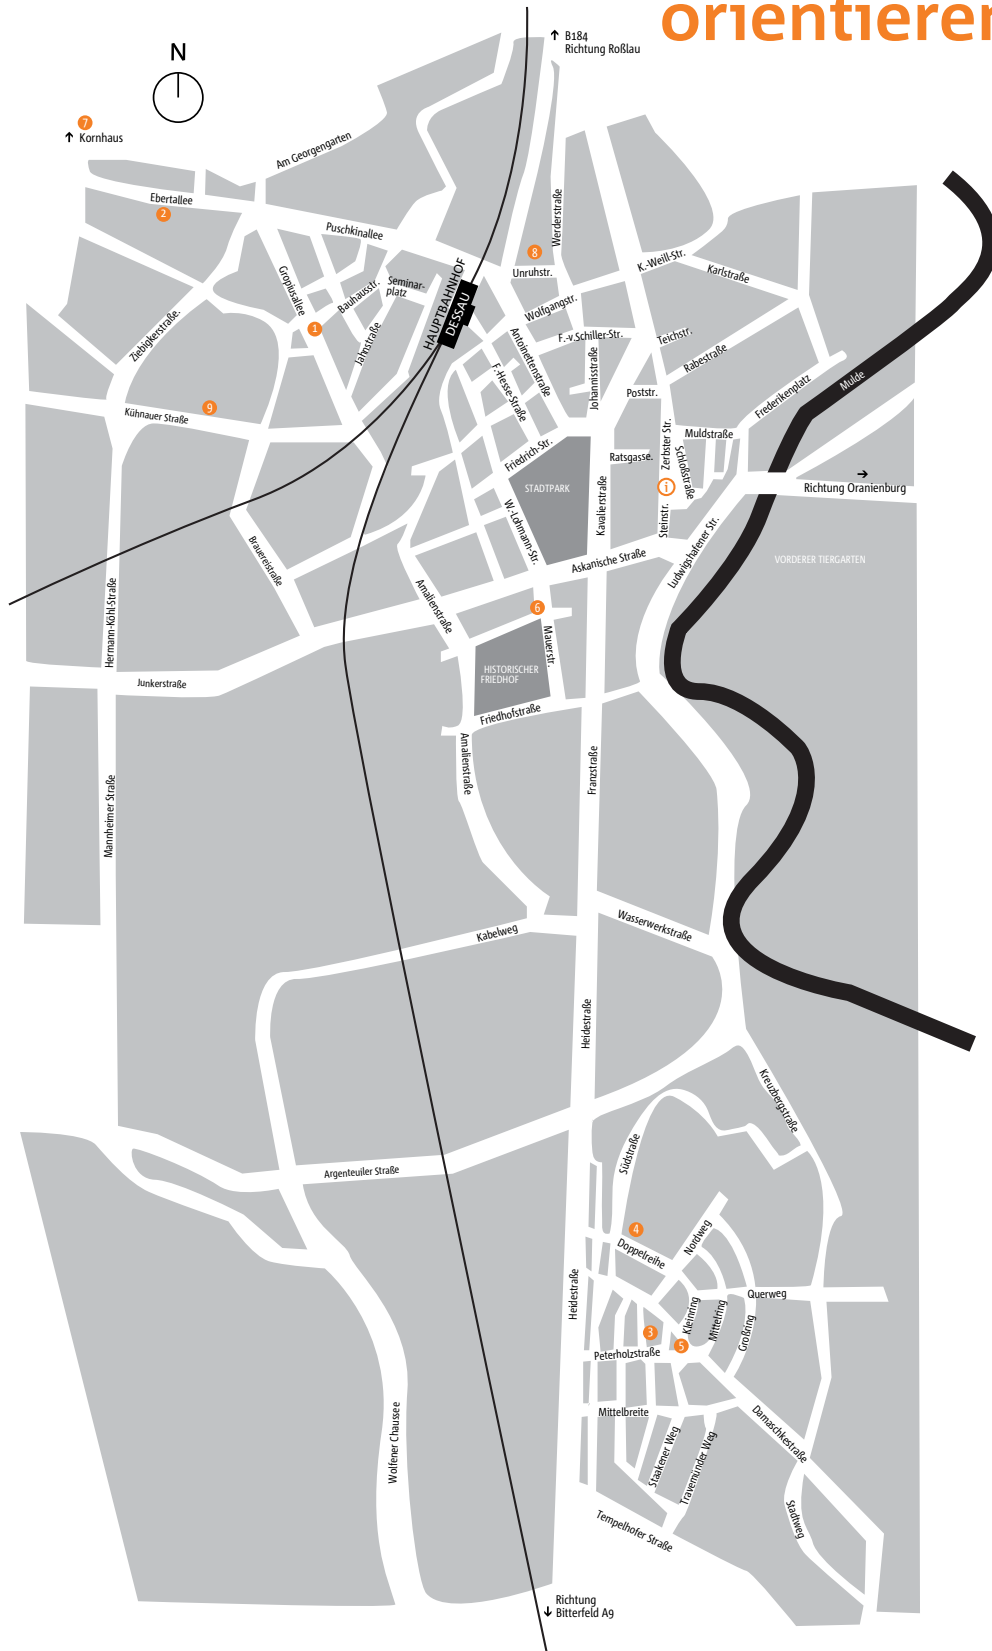 orientieren
B184
Richtung Roßlau
N
7
Kornhaus
Am Georgengarten
Ebertallee
2
Puschkinallee
Werderstraße
8
Unruhstr.
K.-Weill-Str.
Karlstraße
Gropiusallee
Bauhausstr.
Seminar-
platz
HAUPTBAHNHOF
DESSAU
Wolfgangstr.
Ziebigkerstraße.
1
Jahnstraße
Antoinettenstraße
F.-v.Schiller-Str.
Teichstr.
Rabestraße
F.-Hesse-Straße
Johannisstraße
Poststr.
Frederikenplatz
Mulde
9
Kühnauer Straße
Friedrich-Str.
Ratsgasse.
Zerbster Str.
Muldstraße
Schloßstraße
STADTPARK
i
Richtung Oranienburg
W.-Lohmann-Str.
Kavalierstraße
Steinstr.
Ludwigshafener Str.
Brauereistraße
Askanische Straße
VORDERER TIERGARTEN
Hermann-Köhl-Straße
Amalienstraße
6
Mauerstr.
HISTORISCHER
FRIEDHOF
Junkerstraße
Friedhofstraße
Amalienstraße
Franzstraße
Mannheimer Straße
Kabelweg
Wasserwerkstraße
Heidestraße
Kreuzbergstraße
Argenteuiler Straße
Südstraße
4
Doppelreihe
Nordweg
Heidestraße
Querweg
Kleinring
Mittelring
Großring
3
5
Peterholzstraße
Mittelbreite
Damaschkestraße
Wolfener Chaussee
Staakener Weg
Travemünder Weg
Stadtweg
Tempelhofer Straße
Richtung
Bitterfeld A9